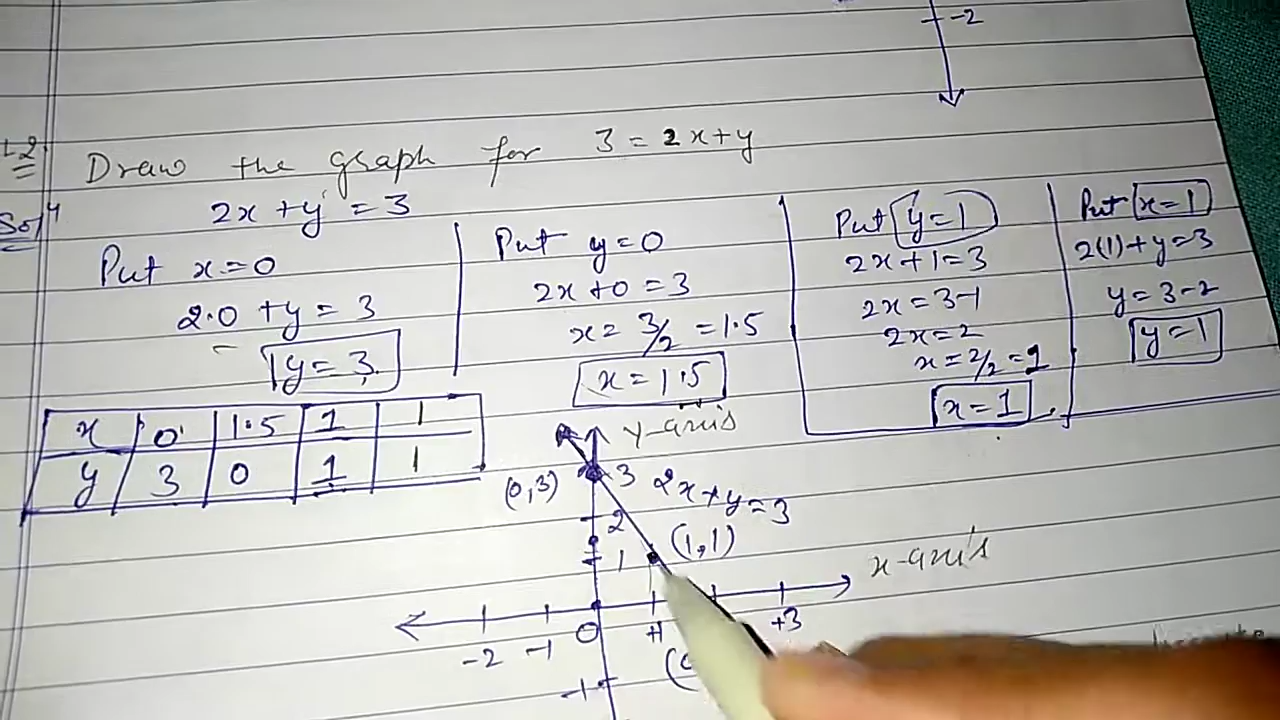 -2
Draw the graph for 3 = 2x+y
Solⁿ
2x + y = 3
Put x = 0
2.0 + y = 3
y = 3
Put y = 0
2x + 0 = 3
x = 3/2 = 1.5
x = 1.5
Put y = 1
2x + 1 = 3
2x = 3-1
2x = 2
x = 2/2 = 1
x = 1
Put x = 1
2(1) + y = 3
y = 3-2
y = 1
x 0 1.5 1 1
y 3 0 1 1
y-axis
(0,3) 3 2x+y=3
2
(1,1)
1
x-axis
-2 -1 0 +1 +3
-1